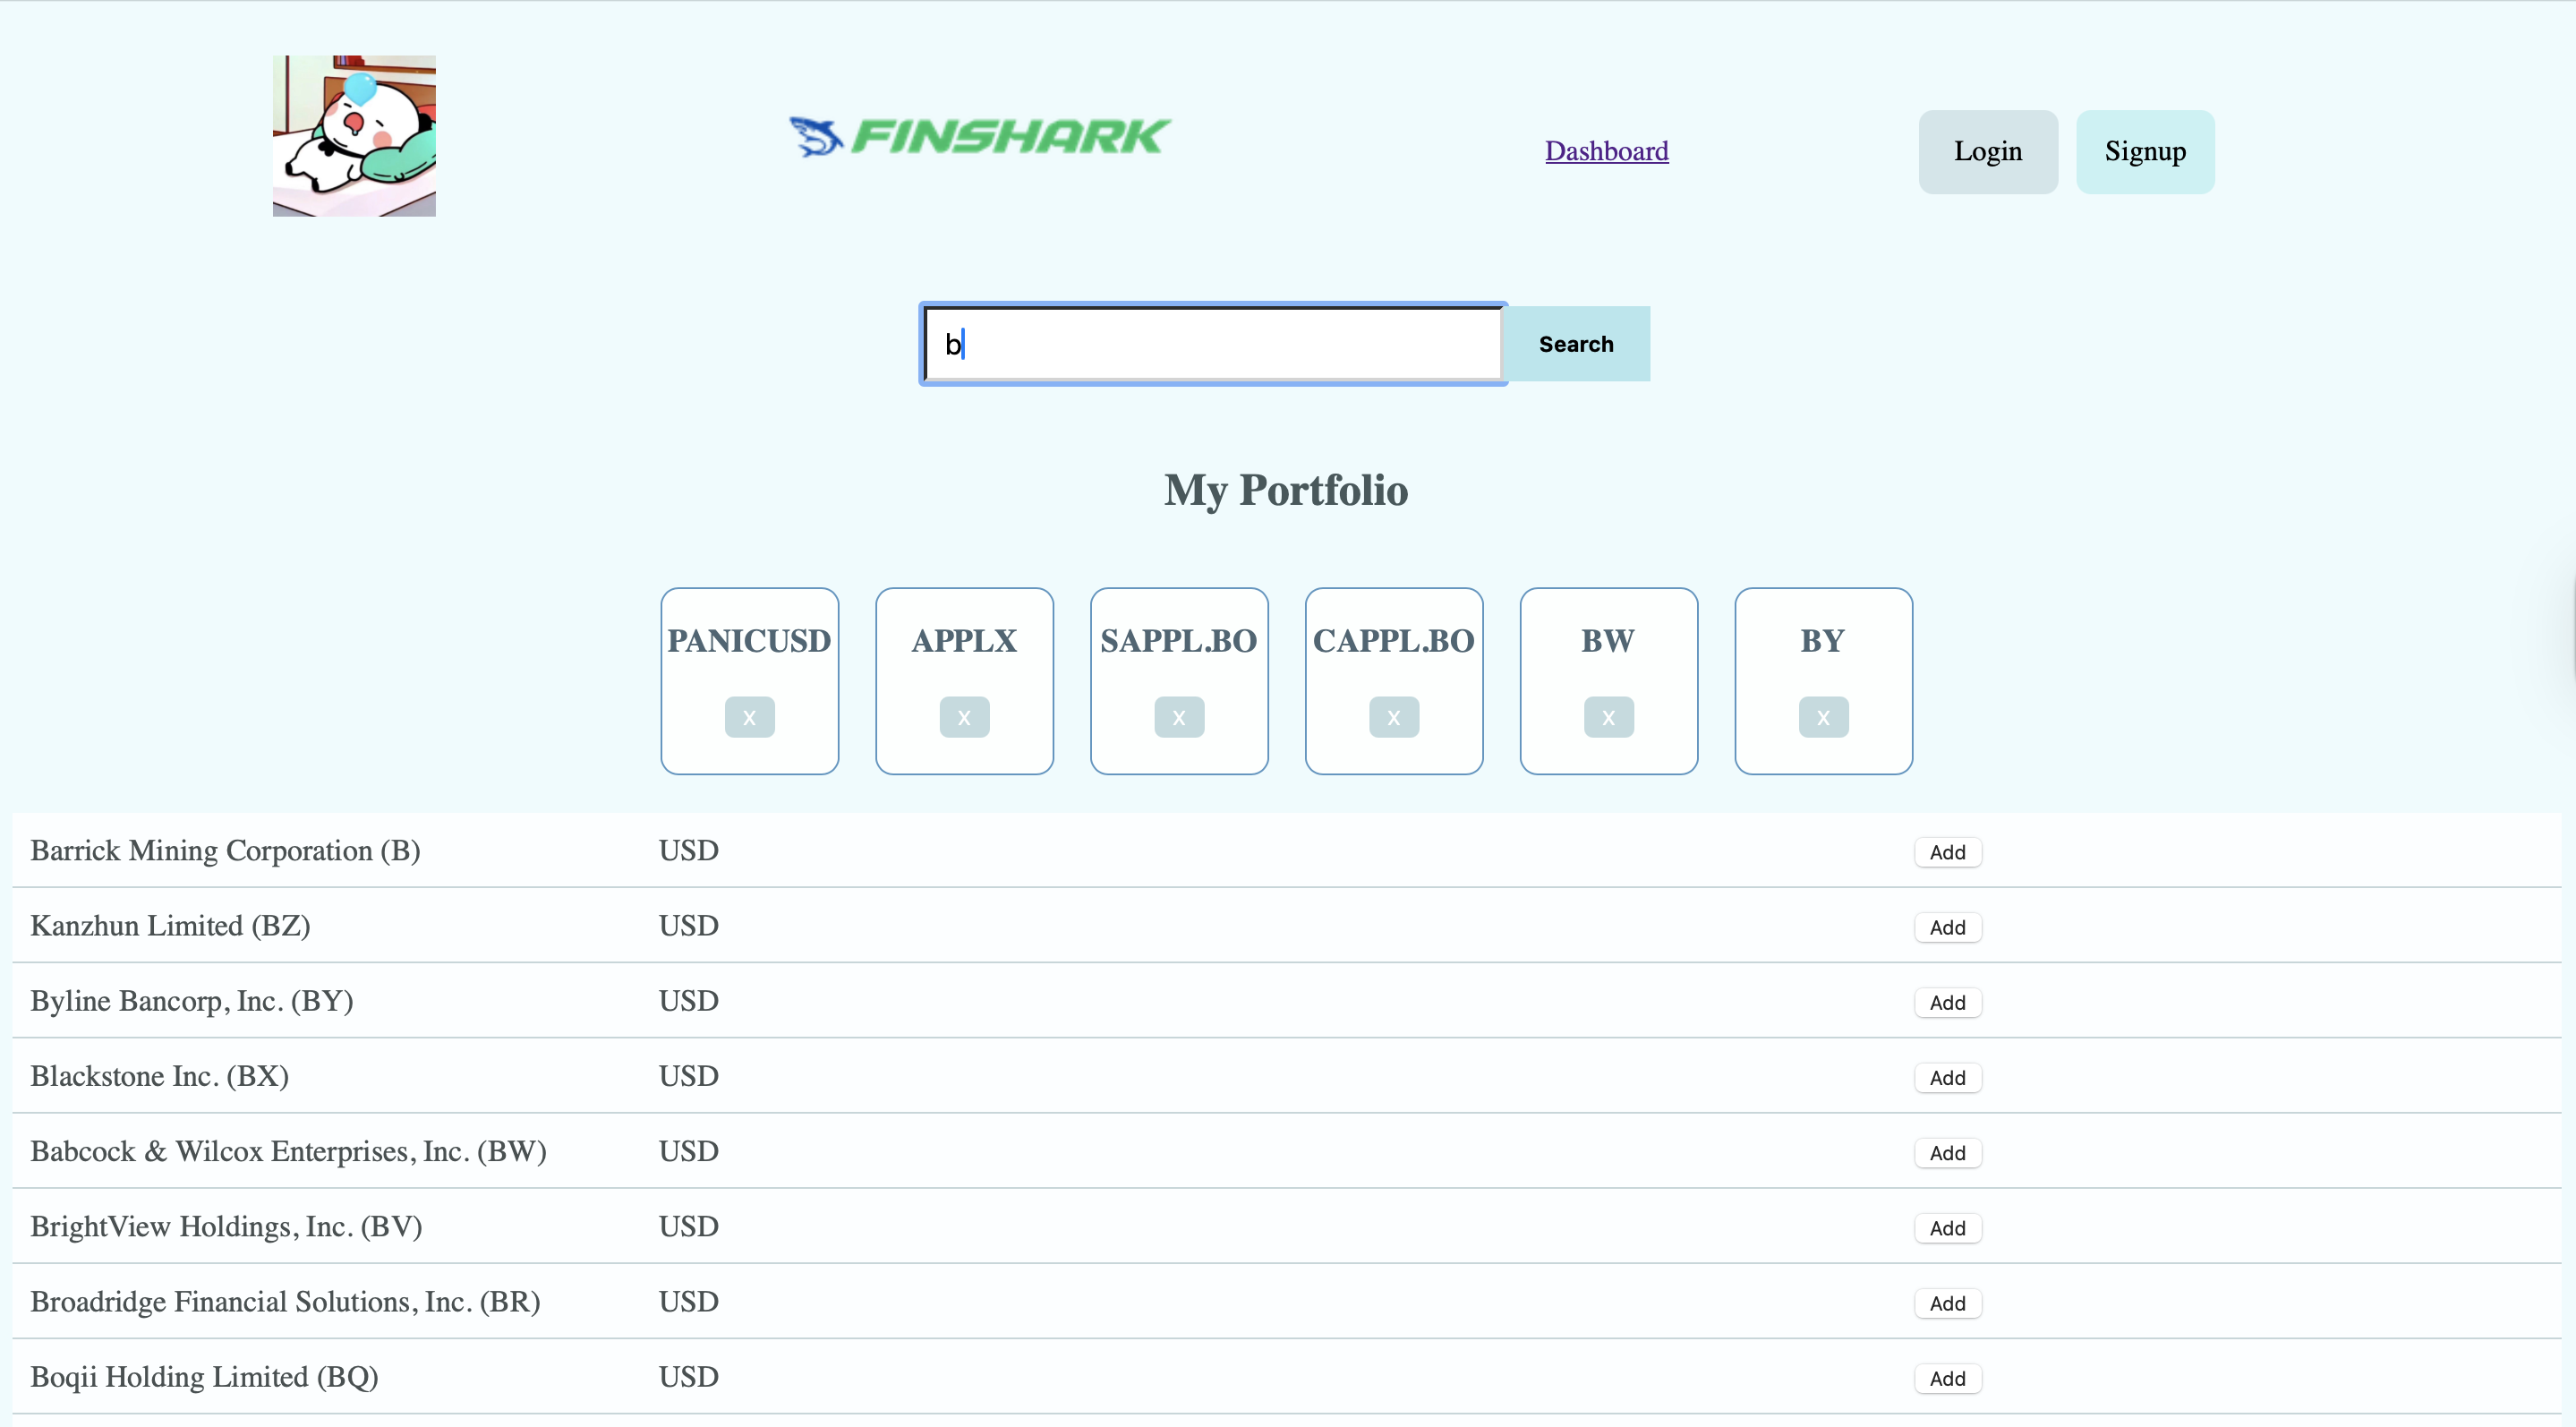 FINSHARK
Dashboard
Login
Signup
b
Search
My Portfolio
PANICUSD
APPLX
SAPPL.BO
CAPPL.BO
BW
BY
X
X
X
X
X
X
Barrick Mining Corporation (B) USD Add
Kanzhun Limited (BZ) USD Add
Byline Bancorp, Inc. (BY) USD Add
Blackstone Inc. (BX) USD Add
Babcock & Wilcox Enterprises, Inc. (BW) USD Add
BrightView Holdings, Inc. (BV) USD Add
Broadridge Financial Solutions, Inc. (BR) USD Add
Boqii Holding Limited (BQ) USD Add